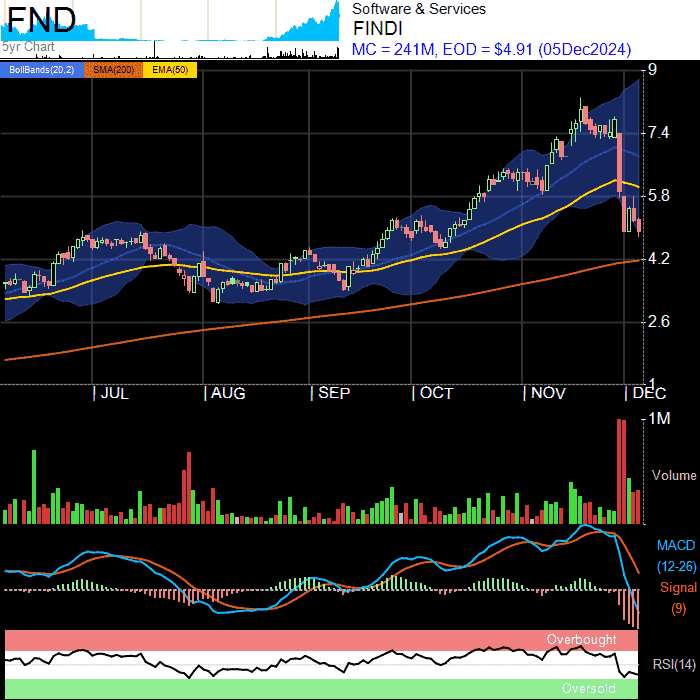 FND
5yr Chart
Software & Services
FINDI
MC = 241M, EOD = $4.91 (05Dec2024)
BollBands(20,2) SMA(200) EMA(50)
9
7.4
5.8
4.2
2.6
1
| JUL | AUG | SEP | OCT | NOV | DEC
1M
Volume
MACD
(12-26)
Signal
(9)
Overbought
RSI(14)
Oversold